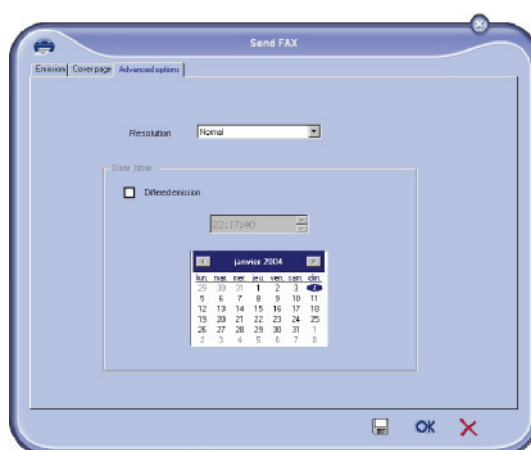 Send FAX
Emission Cover page Advanced options
Resolution Normal
Date ,time
Differed emission
22:17:40
janvier 2004
lun. mar. mer. jeu. ven. sam. dim.
29 30 31 1 2 3 4
5 6 7 8 9 10 11
12 13 14 15 16 17 18
19 20 21 22 23 24 25
26 27 28 29 30 31 1
2 3 4 5 6 7 8
OK